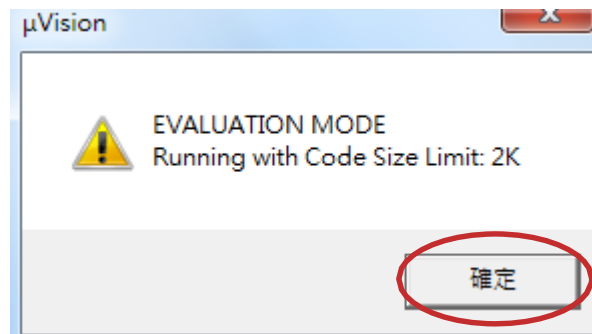 µVision
EVALUATION MODE
Running with Code Size Limit: 2K
確定